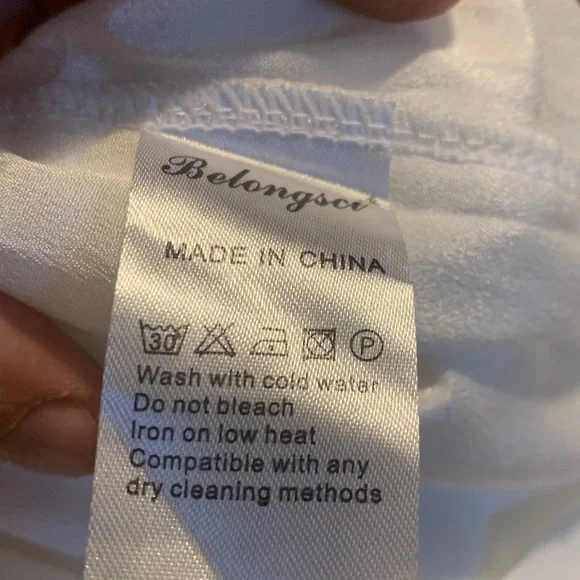 Belongsci
MADE IN CHINA
30° P
Wash with cold water
Do not bleach
Iron on low heat
Compatible with any
dry cleaning methods